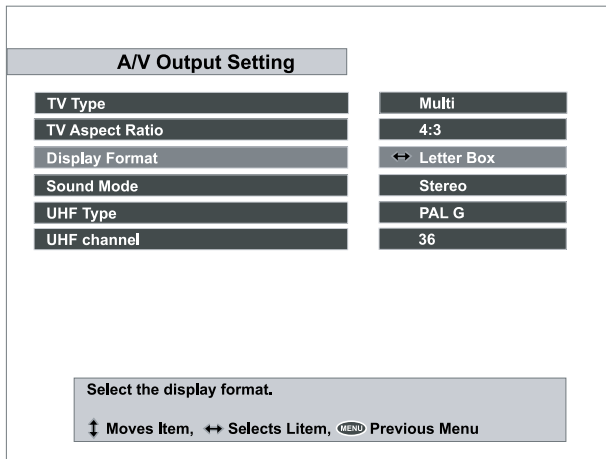 A/V Output Setting
TV Type Multi
TV Aspect Ratio 4:3
Display Format ↔ Letter Box
Sound Mode Stereo
UHF Type PAL G
UHF channel 36
Select the display format.
↕ Moves Item, ↔ Selects Litem, MENU Previous Menu